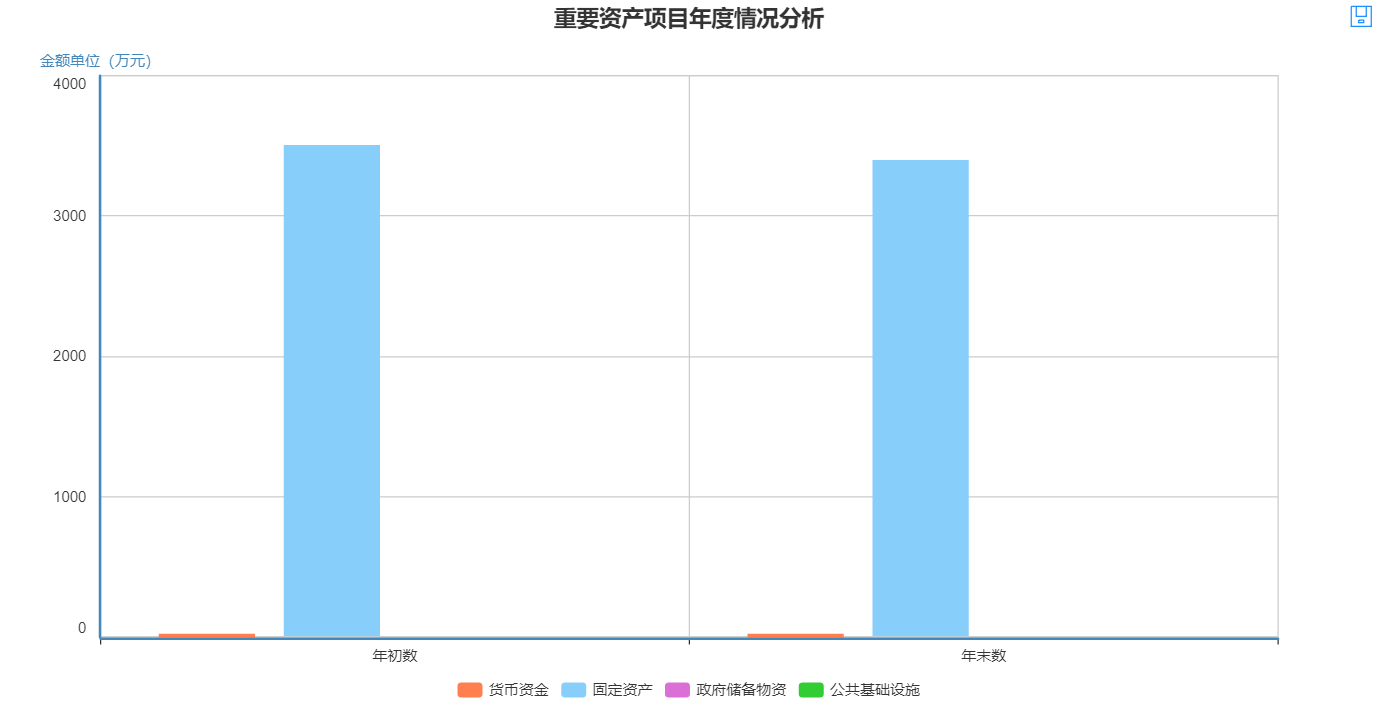 重要资产项目年度情况分析
金额单位（万元）
4000
3000
2000
1000
0
年初数 年末数
货币资金 固定资产 政府储备物资 公共基础设施